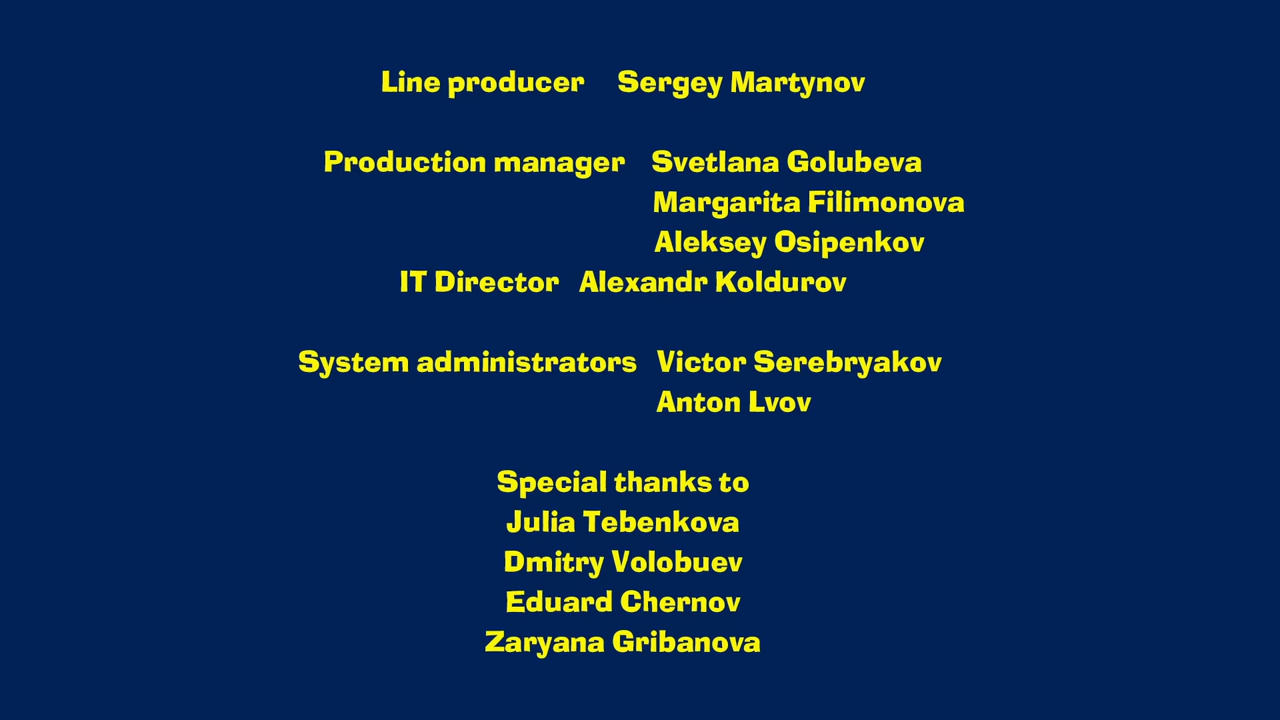 Line producer Sergey Martynov
Production manager Svetlana Golubeva
Margarita Filimonova
Aleksey Osipenkov
IT Director Alexandr Koldurov
System administrators Victor Serebryakov
Anton Lvov
Special thanks to
Julia Tebenkova
Dmitry Volobuev
Eduard Chernov
Zaryana Gribanova